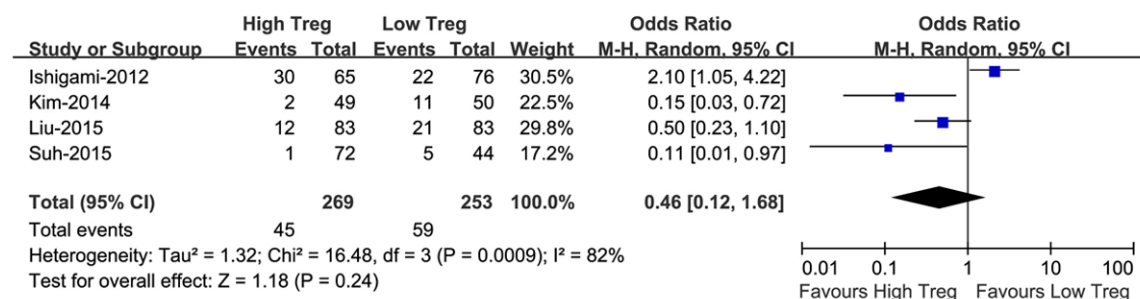 High Treg Low Treg Odds Ratio Odds Ratio
Study or Subgroup Events Total Events Total Weight M-H, Random, 95% CI M-H, Random, 95% CI
Ishigami-2012 30 65 22 76 30.5% 2.10 [1.05, 4.22]
Kim-2014 2 49 11 50 22.5% 0.15 [0.03, 0.72]
Liu-2015 12 83 21 83 29.8% 0.50 [0.23, 1.10]
Suh-2015 1 72 5 44 17.2% 0.11 [0.01, 0.97]
Total (95% CI) 269 253 100.0% 0.46 [0.12, 1.68]
Total events 45 59
Heterogeneity: Tau² = 1.32; Chi² = 16.48, df = 3 (P = 0.0009); I² = 82%
Test for overall effect: Z = 1.18 (P = 0.24)
0.01 0.1 1 10 100
Favours High Treg Favours Low Treg